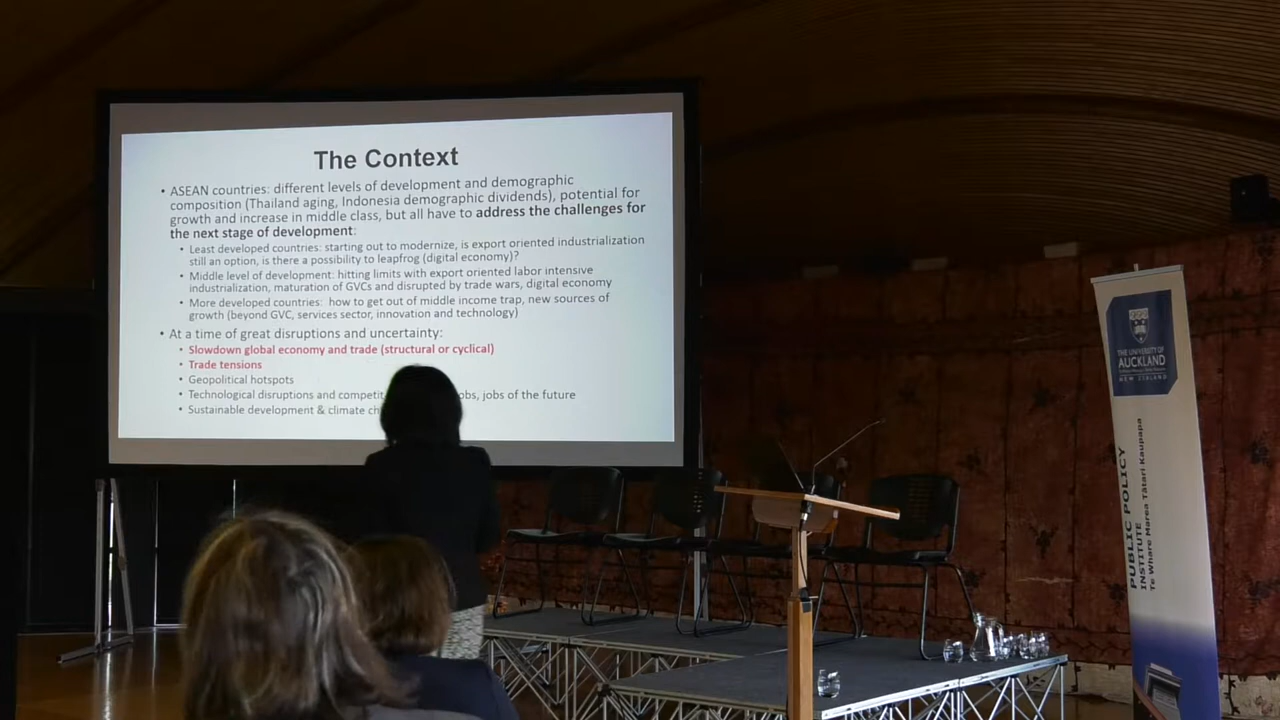 The Context
• ASEAN countries: different levels of development and demographic
composition (Thailand aging, Indonesia demographic dividends), potential for
growth and increase in middle class, but all have to address the challenges for
the next stage of development:
• Least developed countries: starting out to modernize, is export oriented industrialization
still an option, is there a possibility to leapfrog (digital economy)?
• Middle level of development: hitting limits with export oriented labor intensive
industrialization, maturation of GVCs and disrupted by trade wars, digital economy
• More developed countries: how to get out of middle income trap, new sources of
growth (beyond GVC, services sector, innovation and technology)
• At a time of great disruptions and uncertainty:
• Slowdown global economy and trade (structural or cyclical)
• Trade tensions
• Geopolitical hotspots
• Technological disruptions and jobs of the future
• Sustainable development & climate
THE UNIVERSITY OF
AUCKLAND
NEW ZEALAND
PUBLIC POLICY
INSTITUTE
Te Whare Marea Tātari Kaupapa